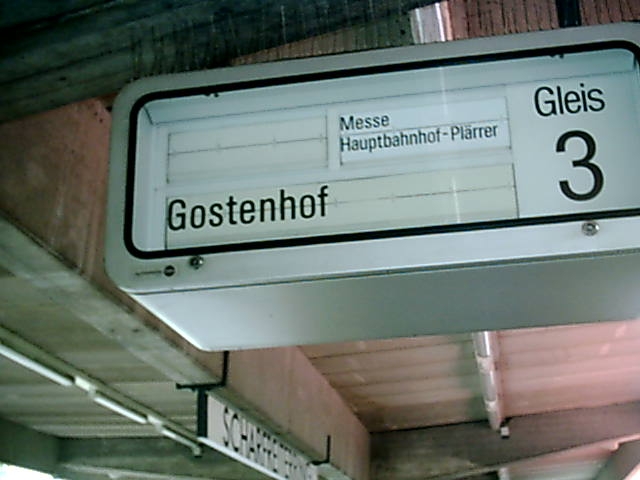 Messe
Hauptbahnhof-Plärrer
Gostenhof
Gleis
3